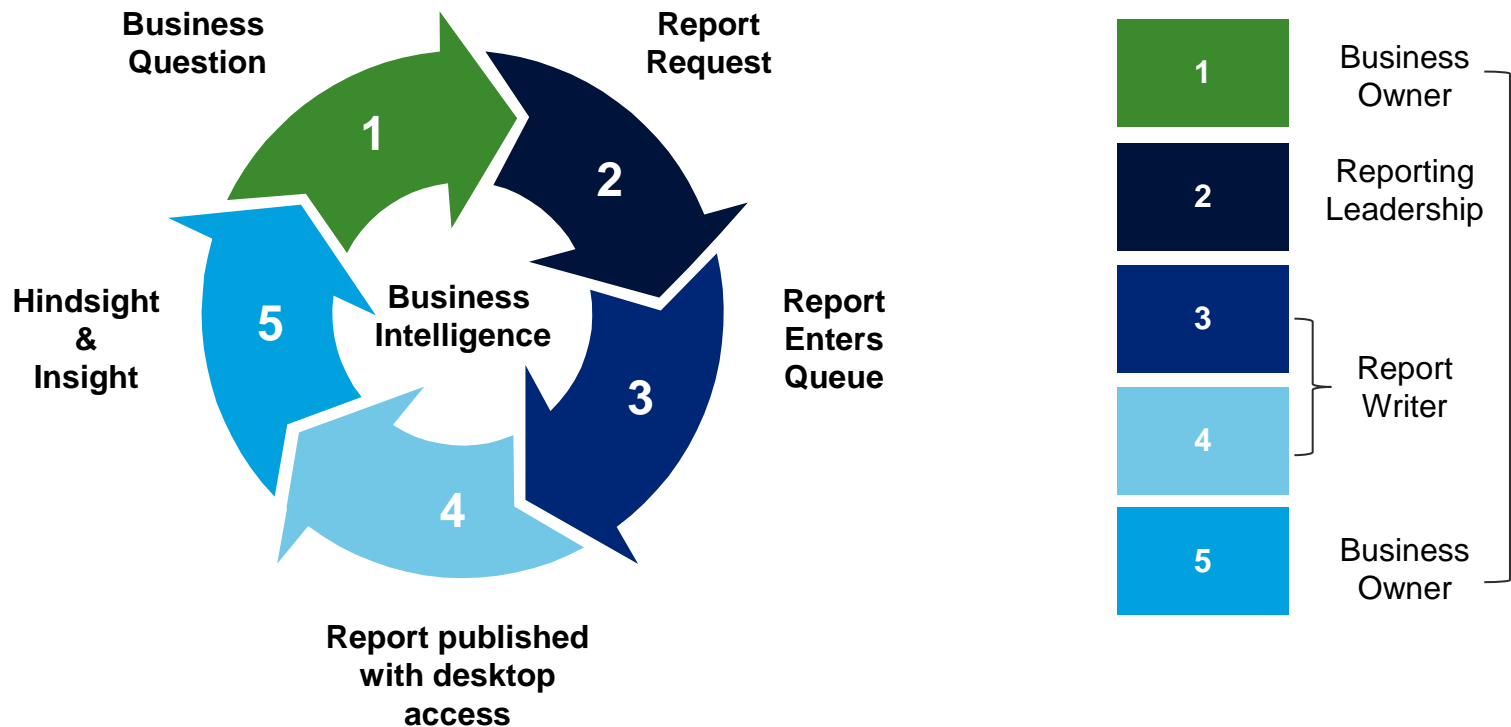 Business
Question
Report
Request
1
2
Hindsight
&
Insight
5
Business
Intelligence
3
Report
Enters
Queue
4
Report published
with desktop
access
1
Business
Owner
2
Reporting
Leadership
3
4
Report
Writer
5
Business
Owner